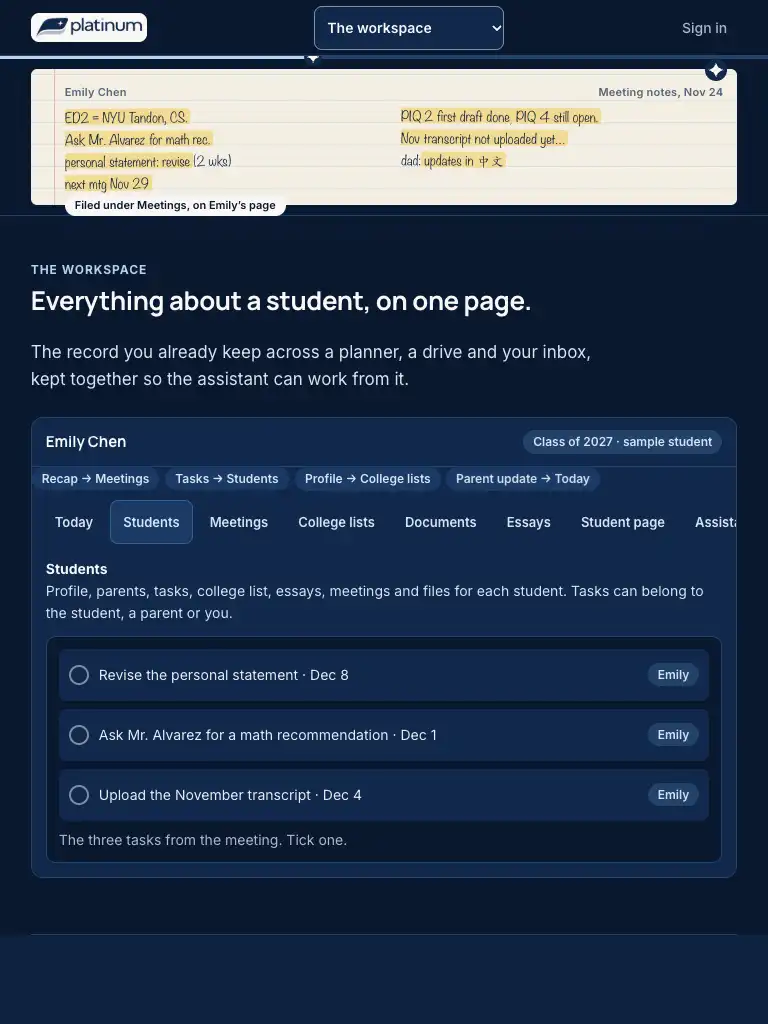 platinum
The workspace
Sign in
Emily Chen
Meeting notes, Nov 24
ED2 = NYU Tandon, CS.
Ask Mr. Alvarez for math rec.
personal statement: revise (2 wks)
next mtg Nov 29
PIQ 2 first draft done, PIQ 4 still open.
Nov transcript not uploaded yet...
dad: updates in 中文
Filed under Meetings, on Emily’s page
THE WORKSPACE
Everything about a student, on one page.
The record you already keep across a planner, a drive and your inbox,
kept together so the assistant can work from it.
Emily Chen
Class of 2027 · sample student
Recap → Meetings
Tasks → Students
Profile → College lists
Parent update → Today
Today
Students
Meetings
College lists
Documents
Essays
Student page
Assista
Students
Profile, parents, tasks, college list, essays, meetings and files for each student. Tasks can belong to
the student, a parent or you.
Revise the personal statement · Dec 8
Emily
Ask Mr. Alvarez for a math recommendation · Dec 1
Emily
Upload the November transcript · Dec 4
Emily
The three tasks from the meeting. Tick one.